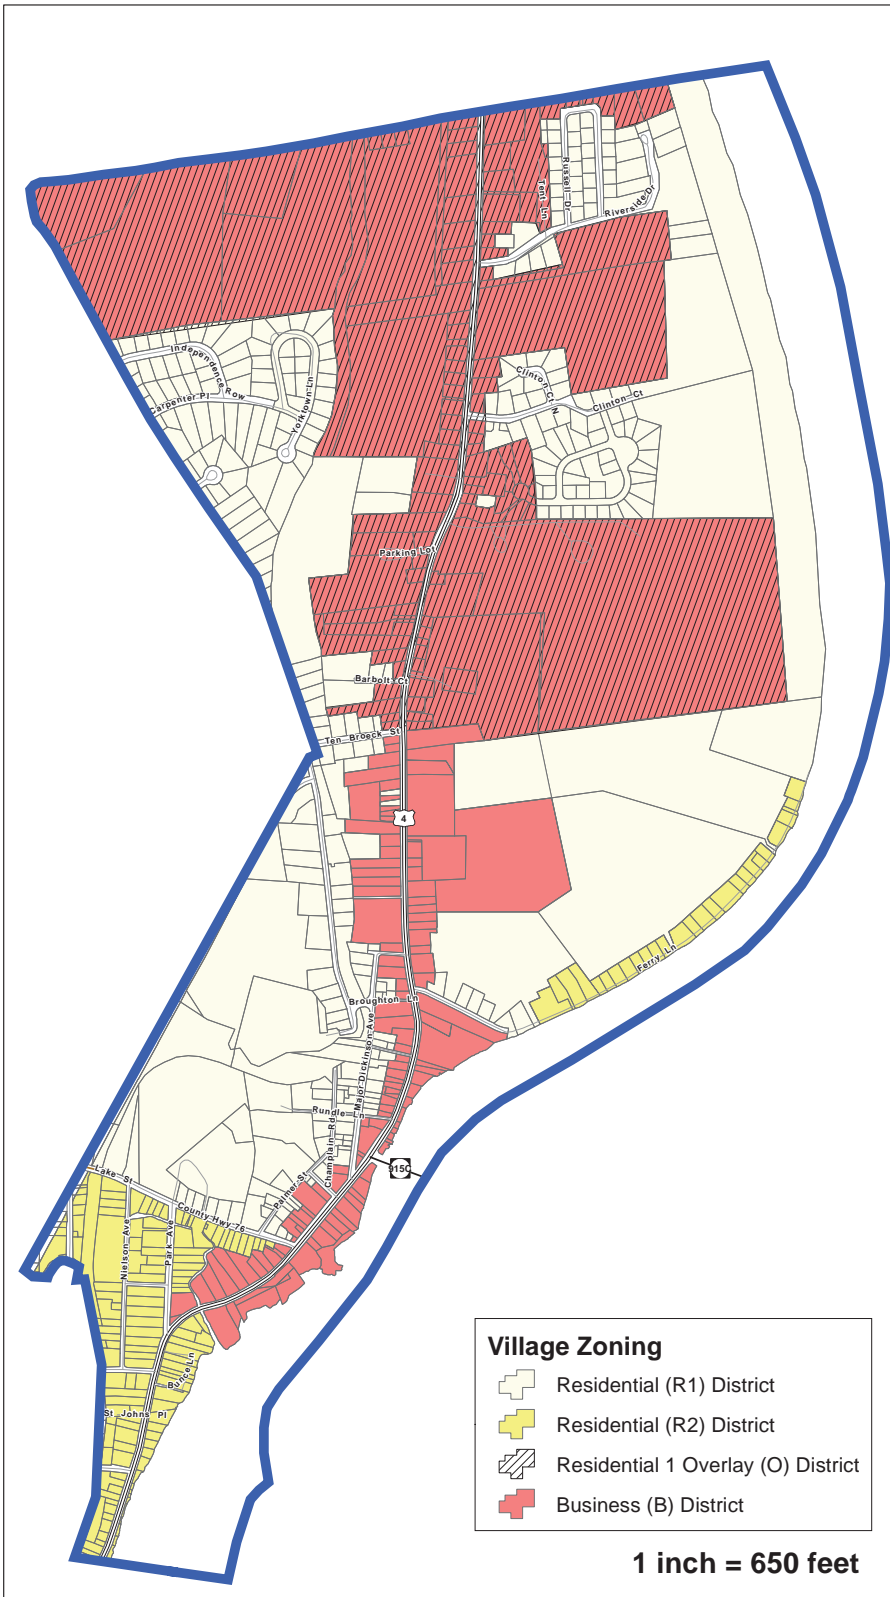 Tent Ln
Russell Dr
Riverside Dr
Independence Row
Carpenter Pl
Yorktown Ln
Clinton Ct N
Clinton Ct
Parking Lot
Barbolt Ct
Ten Broeck St
4
Ferry Ln
Broughton Ln
Major Dickinson Ave
Rundle Ln
Champlain Rd
915C
Palmer St
Lake St
County Hwy 76
Nielson Ave
Park Ave
Bunce Ln
St Johns Pl
Village Zoning
Residential (R1) District
Residential (R2) District
Residential 1 Overlay (O) District
Business (B) District
1 inch = 650 feet